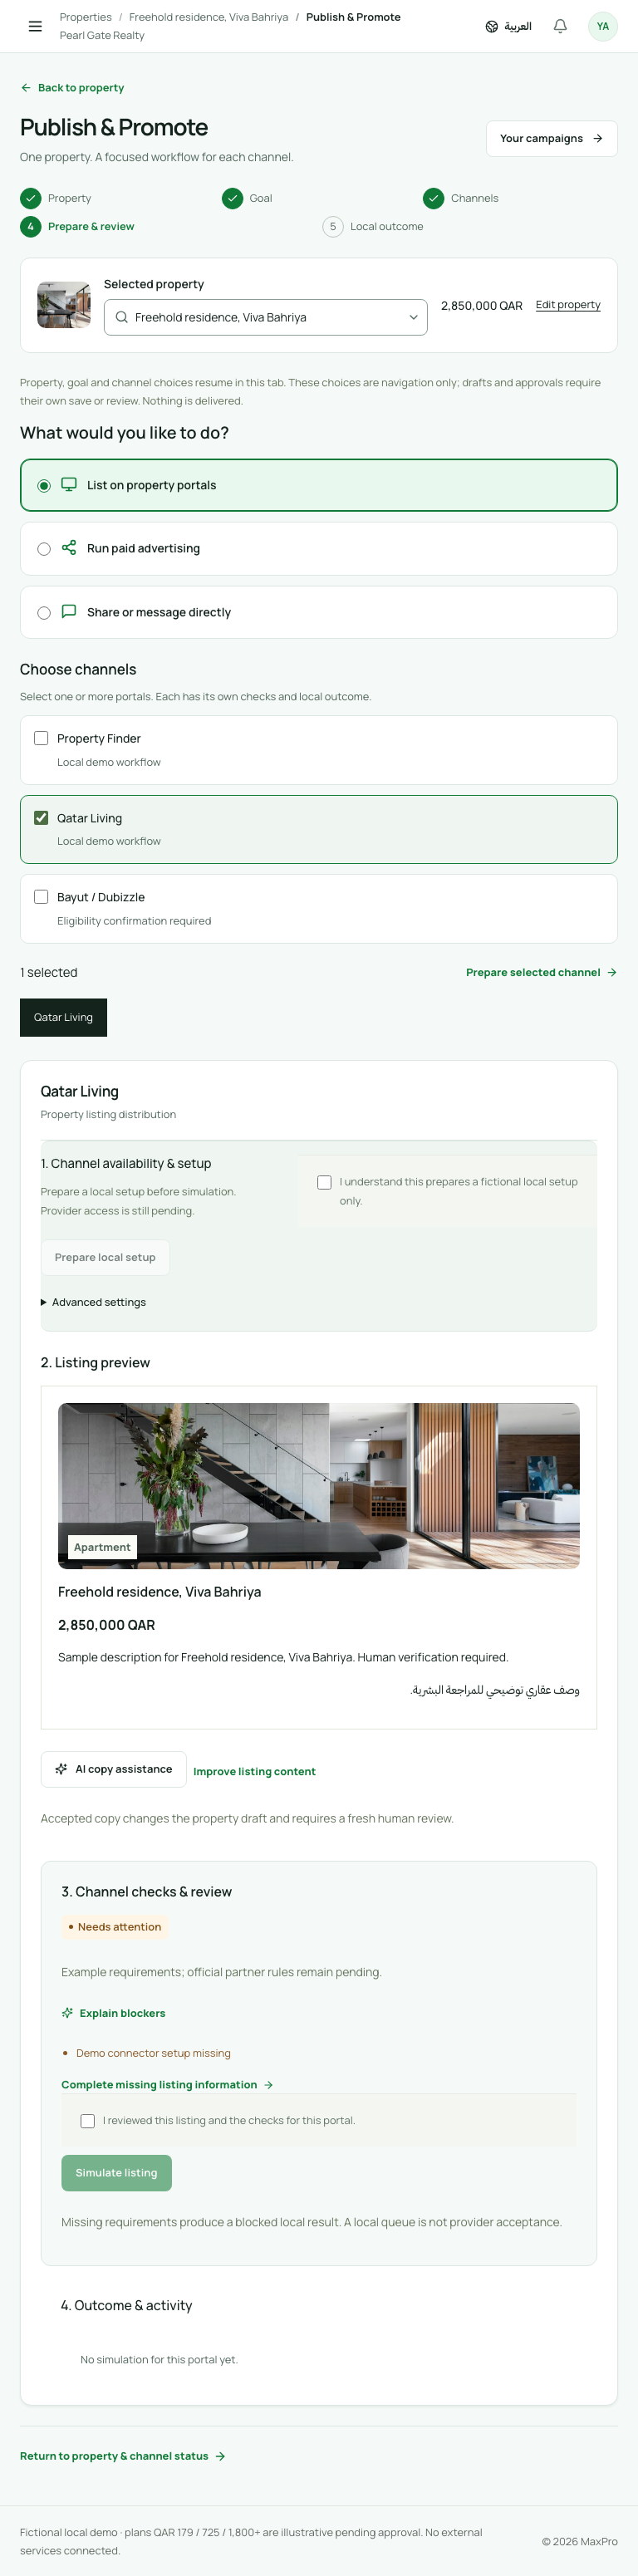 Properties / Freehold residence, Viva Bahriya / Publish & Promote
Pearl Gate Realty
العربية
YA
Back to property
Publish & Promote
One property. A focused workflow for each channel.
Your campaigns
Property
Goal
Channels
4 Prepare & review
5 Local outcome
Selected property
Freehold residence, Viva Bahriya
2,850,000 QAR
Edit property
Property, goal and channel choices resume in this tab. These choices are navigation only; drafts and approvals require
their own save or review. Nothing is delivered.
What would you like to do?
List on property portals
Run paid advertising
Share or message directly
Choose channels
Select one or more portals. Each has its own checks and local outcome.
Property Finder
Local demo workflow
Qatar Living
Local demo workflow
Bayut / Dubizzle
Eligibility confirmation required
1 selected
Prepare selected channel
Qatar Living
Qatar Living
Property listing distribution
1. Channel availability & setup
Prepare a local setup before simulation.
Provider access is still pending.
I understand this prepares a fictional local setup
only.
Prepare local setup
Advanced settings
2. Listing preview
Apartment
Freehold residence, Viva Bahriya
2,850,000 QAR
Sample description for Freehold residence, Viva Bahriya. Human verification required.
وصف عقاري توضيحي للمراجعة البشرية.
AI copy assistance
Improve listing content
Accepted copy changes the property draft and requires a fresh human review.
3. Channel checks & review
Needs attention
Example requirements; official partner rules remain pending.
Explain blockers
Demo connector setup missing
Complete missing listing information
I reviewed this listing and the checks for this portal.
Simulate listing
Missing requirements produce a blocked local result. A local queue is not provider acceptance.
4. Outcome & activity
No simulation for this portal yet.
Return to property & channel status
Fictional local demo · plans QAR 179 / 725 / 1,800+ are illustrative pending approval. No external
services connected.
© 2026 MaxPro